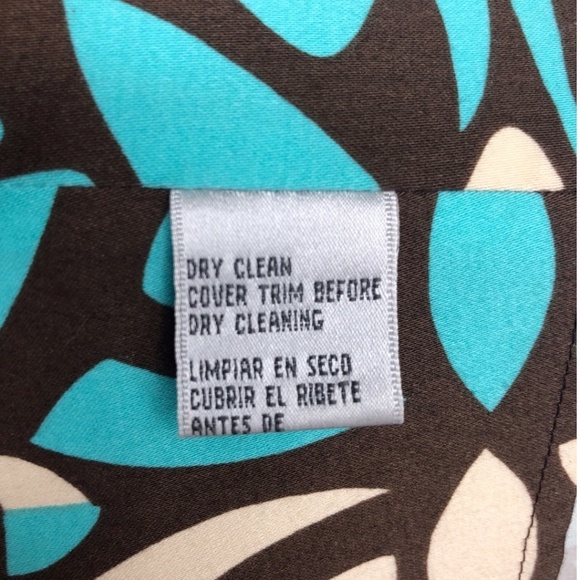 DRY CLEAN
COVER TRIM BEFORE
DRY CLEANING
LIMPIAR EN SECO
CUBRIR EL RIBETE
ANTES DE